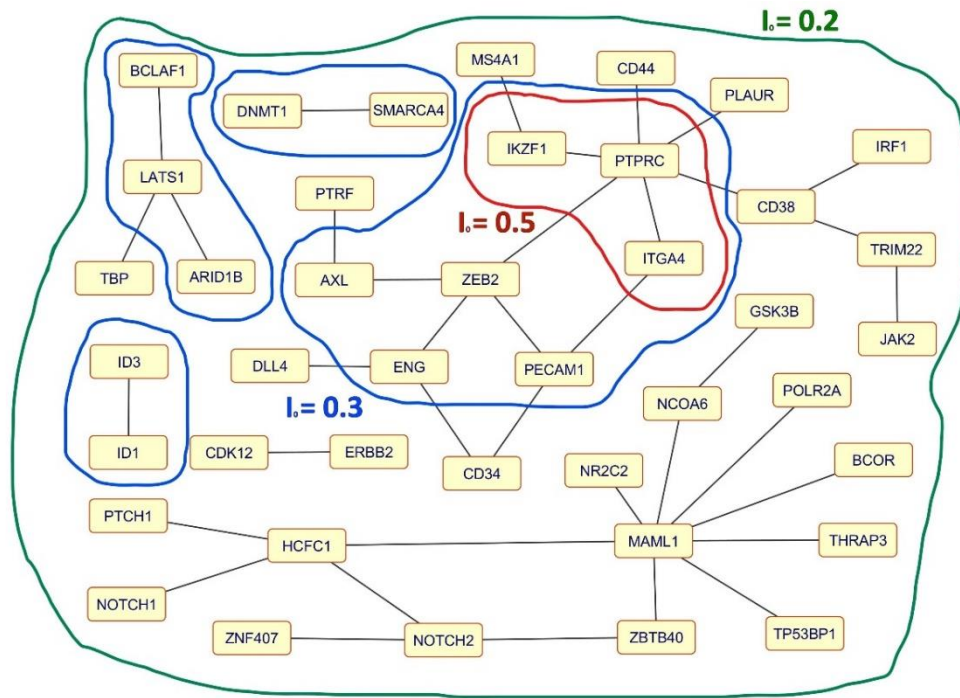 I₀ = 0.2
MS4A1
CD44
BCLAF1
PLAUR
DNMT1
SMARCA4
IKZF1
PTPRC
IRF1
LATS1
PTRF
CD38
I₀ = 0.5
TBP
ARID1B
AXL
ZEB2
ITGA4
TRIM22
GSK3B
JAK2
ID3
DLL4
ENG
PECAM1
I₀ = 0.3
NCOA6
POLR2A
ID1
CDK12
ERBB2
CD34
NR2C2
BCOR
PTCH1
HCFC1
MAML1
THRAP3
NOTCH1
ZNF407
NOTCH2
ZBTB40
TP53BP1